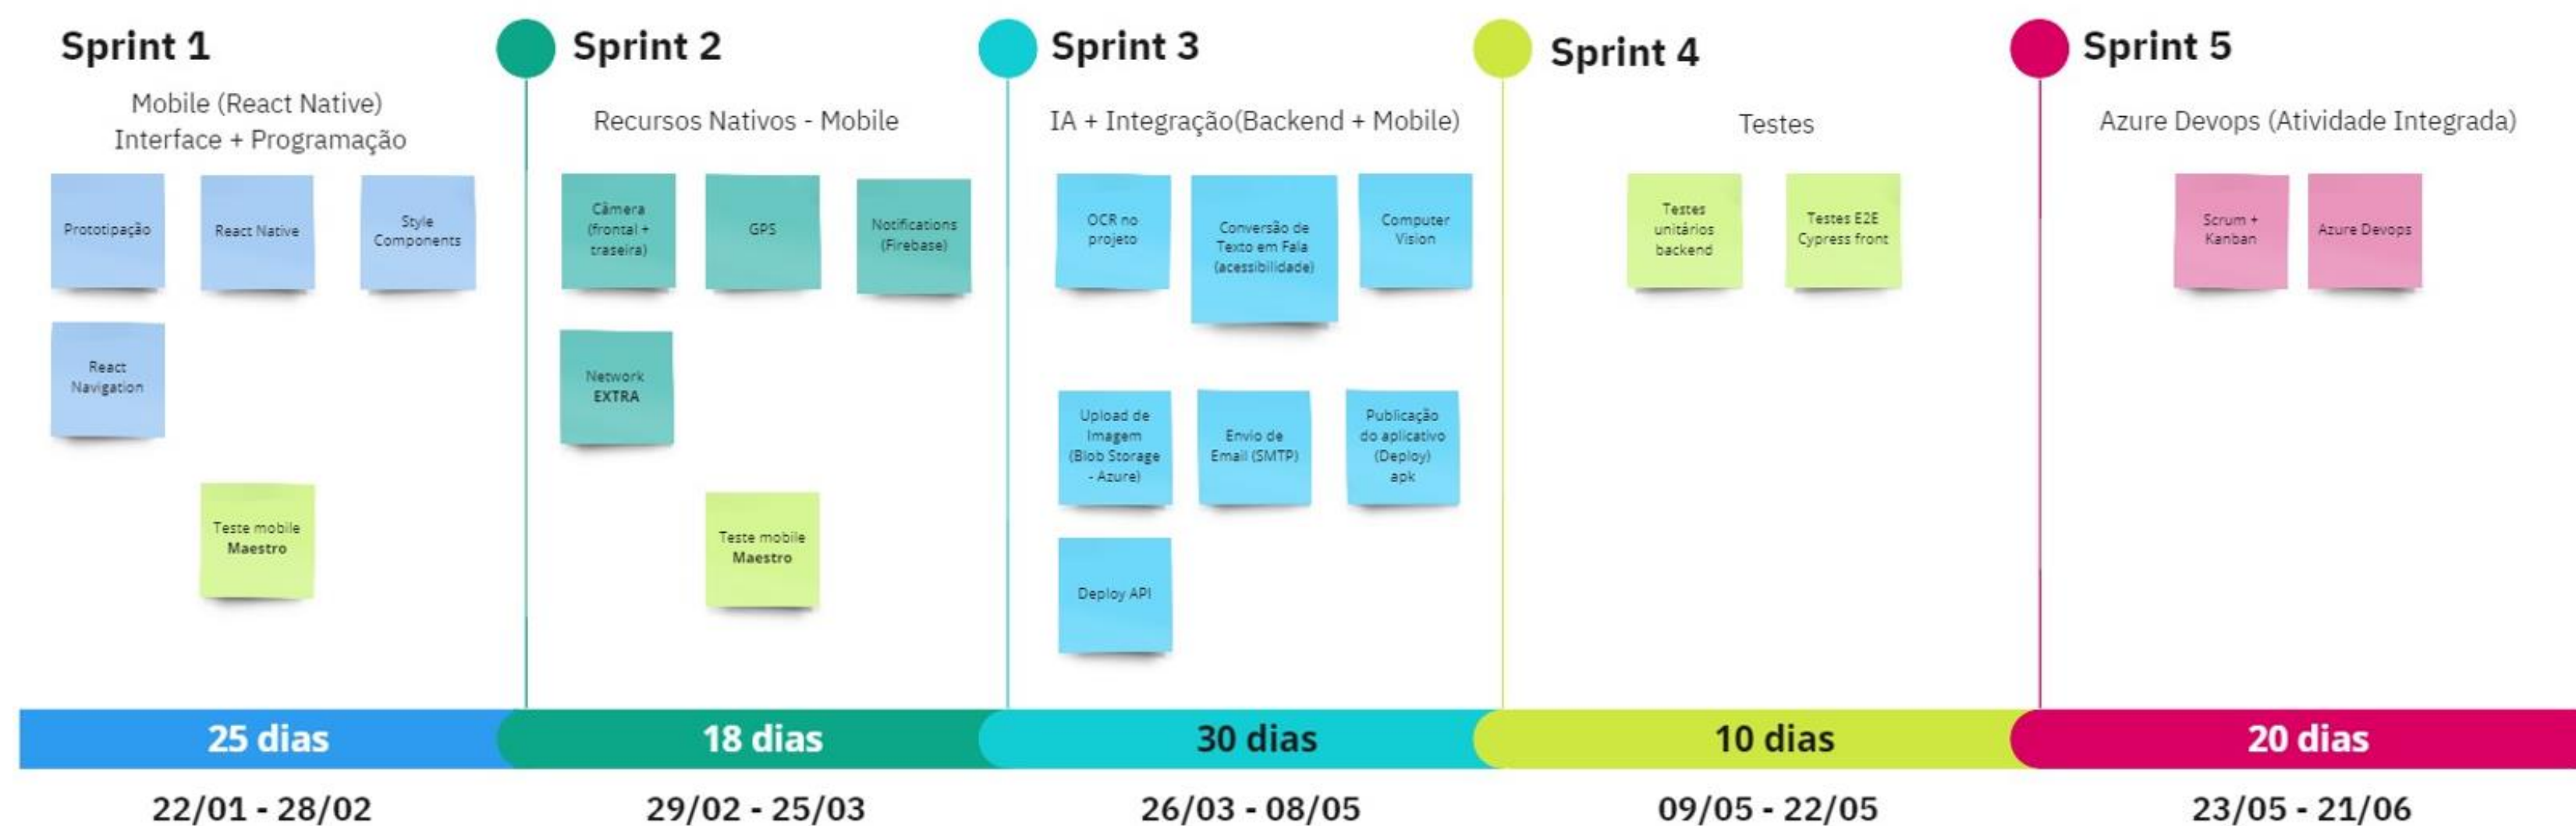 Sprint 1
Mobile (React Native)
Interface + Programação
Prototipação
React Native
Style
Components
React
Navigation
Teste mobile
Maestro
25 dias
22/01 - 28/02
Sprint 2
Recursos Nativos - Mobile
Câmera
(frontal +
traseira)
GPS
Notifications
(Firebase)
Network
EXTRA
Teste mobile
Maestro
18 dias
29/02 - 25/03
Sprint 3
IA + Integração(Backend + Mobile)
OCR no
projeto
Conversão de
Texto em Fala
(acessibilidade)
Computer
Vision
Upload de
Imagem
(Blob Storage
- Azure)
Envio de
Email (SMTP)
Publicação
do aplicativo
(Deploy)
apk
Deploy API
30 dias
26/03 - 08/05
Sprint 4
Testes
Testes
unitários
backend
Testes E2E
Cypress front
10 dias
09/05 - 22/05
Sprint 5
Azure Devops (Atividade Integrada)
Scrum +
Kanban
Azure Devops
20 dias
23/05 - 21/06